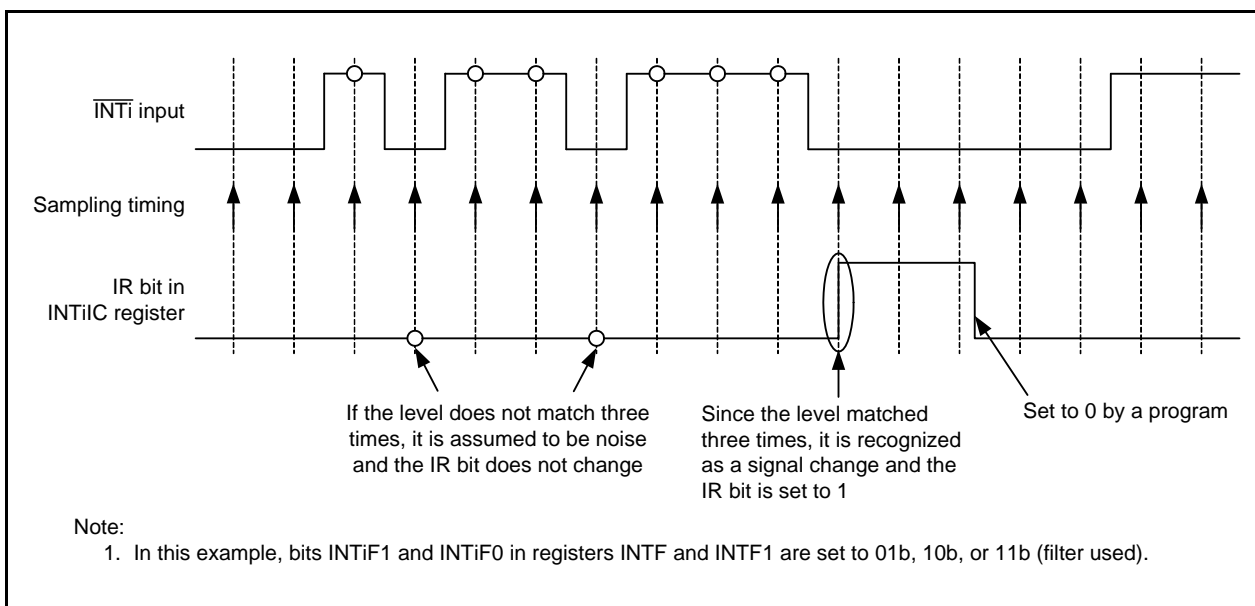 INTi input
Sampling timing
IR bit in
INTiIC register
If the level does not match three
times, it is assumed to be noise
and the IR bit does not change
Since the level matched
three times, it is recognized
as a signal change and the
IR bit is set to 1
Set to 0 by a program
Note:
1. In this example, bits INTiF1 and INTiF0 in registers INTF and INTF1 are set to 01b, 10b, or 11b (filter used).